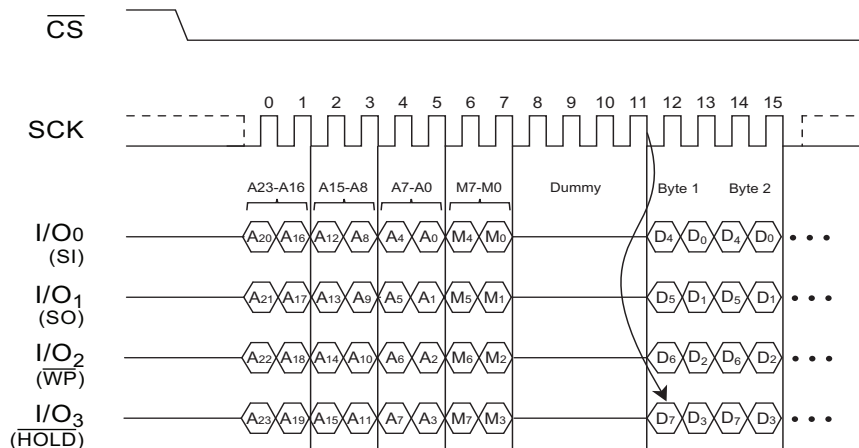 CS
0 1 2 3 4 5 6 7 8 9 10 11 12 13 14 15
SCK
A23-A16 A15-A8 A7-A0 M7-M0 Dummy Byte 1 Byte 2
I/O0 A20 A16 A12 A8 A4 A0 M4 M0 D4 D0 D4 D0
(SI)
I/O1 A21 A17 A13 A9 A5 A1 M5 M1 D5 D1 D5 D1
(SO)
I/O2 A22 A18 A14 A10 A6 A2 M6 M2 D6 D2 D6 D2
(WP)
I/O3 A23 A19 A15 A11 A7 A3 M7 M3 D7 D3 D7 D3
(HOLD)